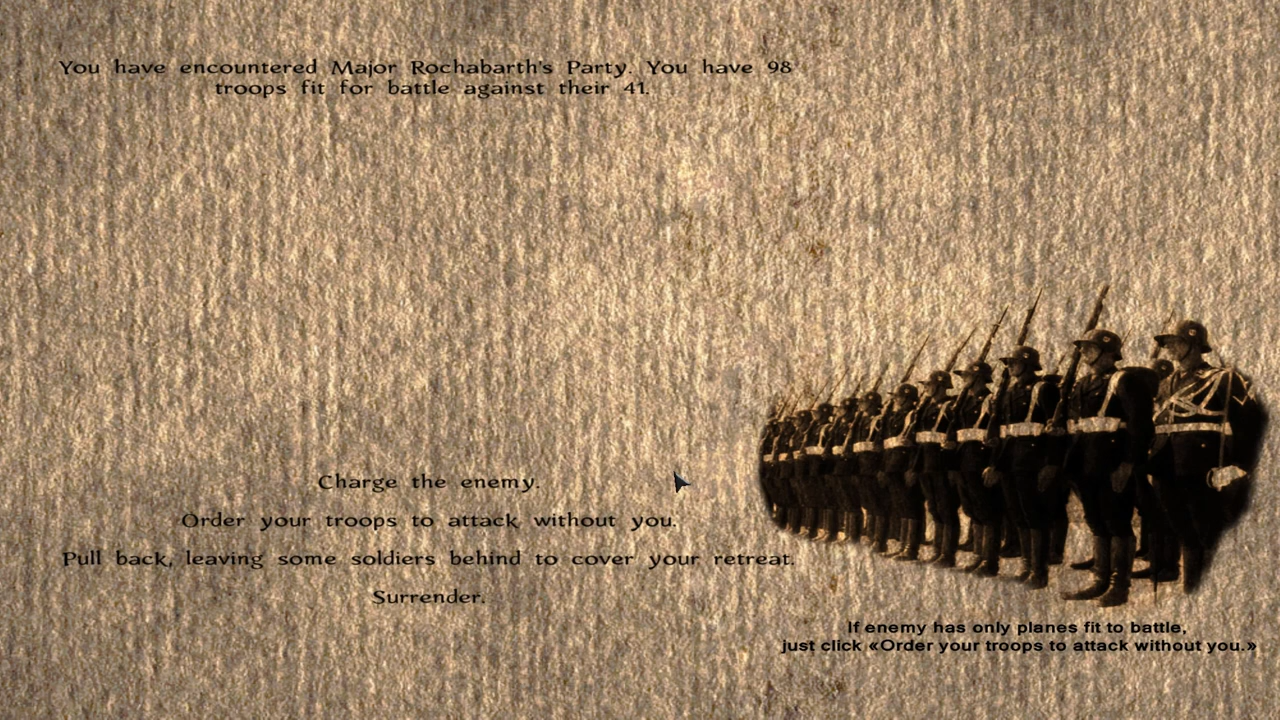 You have encountered Major Rochabarth's Party. You have 98
troops fit for battle against their 41.
Charge the enemy.
Order your troops to attack without you.
Pull back, leaving some soldiers behind to cover your retreat.
Surrender.
If enemy has only planes fit to battle,
just click «Order your troops to attack without you.»